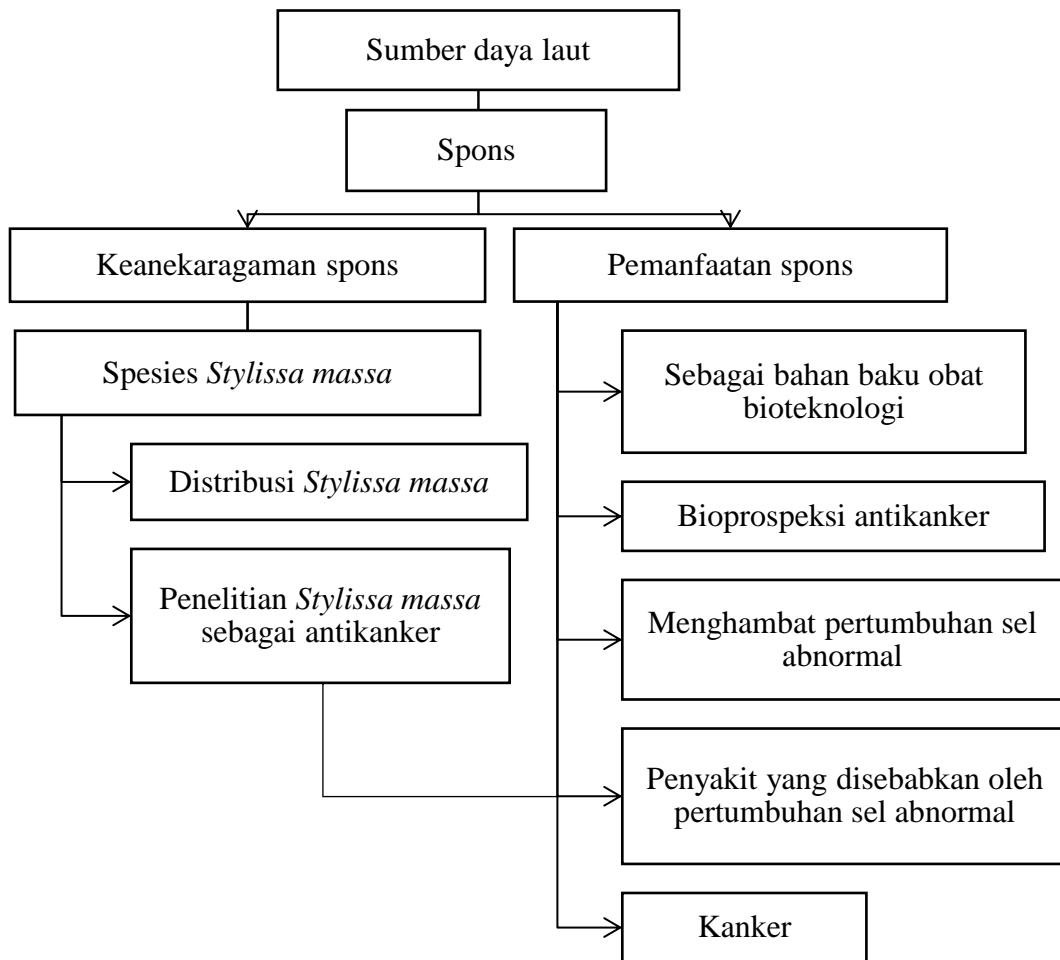 Sumber daya laut
Spons
Keanekaragaman spons
Pemanfaatan spons
Spesies Stylissa massa
Sebagai bahan baku obat
bioteknologi
Distribusi Stylissa massa
Bioprospeksi antikanker
Penelitian Stylissa massa
sebagai antikanker
Menghambat pertumbuhan sel
abnormal
Penyakit yang disebabkan oleh
pertumbuhan sel abnormal
Kanker